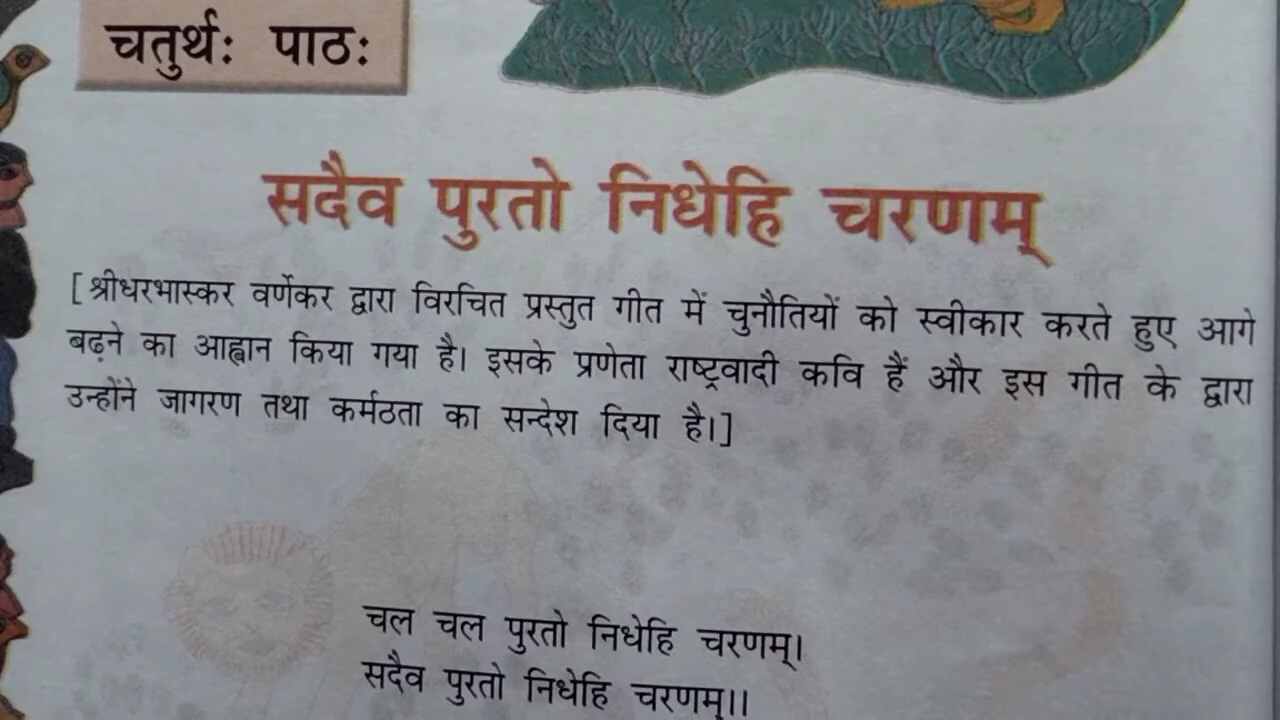 चतुर्थः पाठः
सदैव पुरतो निधेहि चरणम्
[श्रीधरभास्कर वर्णेकर द्वारा विरचित प्रस्तुत गीत में चुनौतियों को स्वीकार करते हुए आगे
बढ़ने का आह्वान किया गया है। इसके प्रणेता राष्ट्रवादी कवि हैं और इस गीत के द्वारा
उन्होंने जागरण तथा कर्मठता का सन्देश दिया है।]
चल चल पुरतो निधेहि चरणम्।
सदैव पुरतो निधेहि चरणम्।।